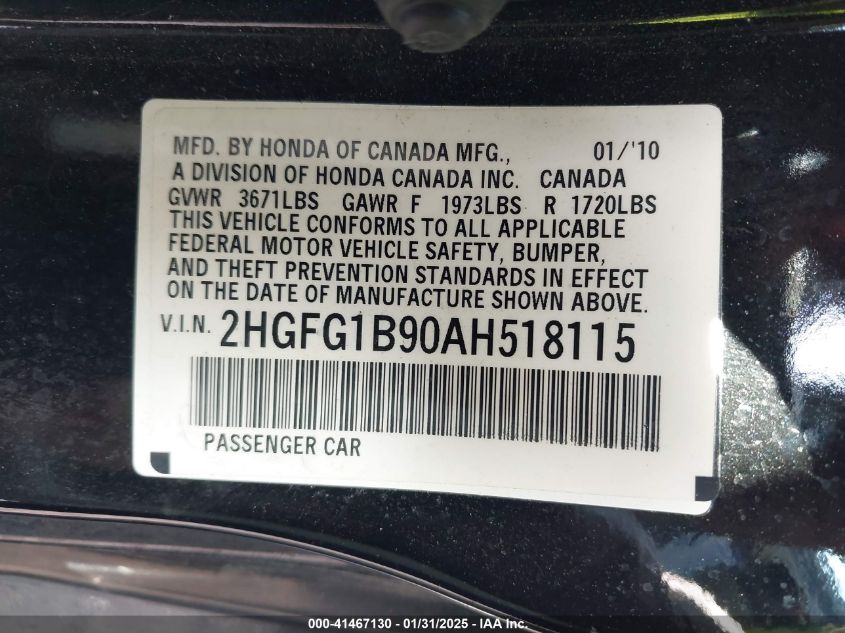 MFD. BY HONDA OF CANADA MFG., 01/'10
A DIVISION OF HONDA CANADA INC. CANADA
GVWR 3671LBS GAWR F 1973LBS R 1720LBS
THIS VEHICLE CONFORMS TO ALL APPLICABLE
FEDERAL MOTOR VEHICLE SAFETY, BUMPER,
AND THEFT PREVENTION STANDARDS IN EFFECT
ON THE DATE OF MANUFACTURE SHOWN ABOVE.
V.I.N. 2HGFG1B90AH518115
PASSENGER CAR
000-41467130 - 01/31/2025 - IAA Inc.